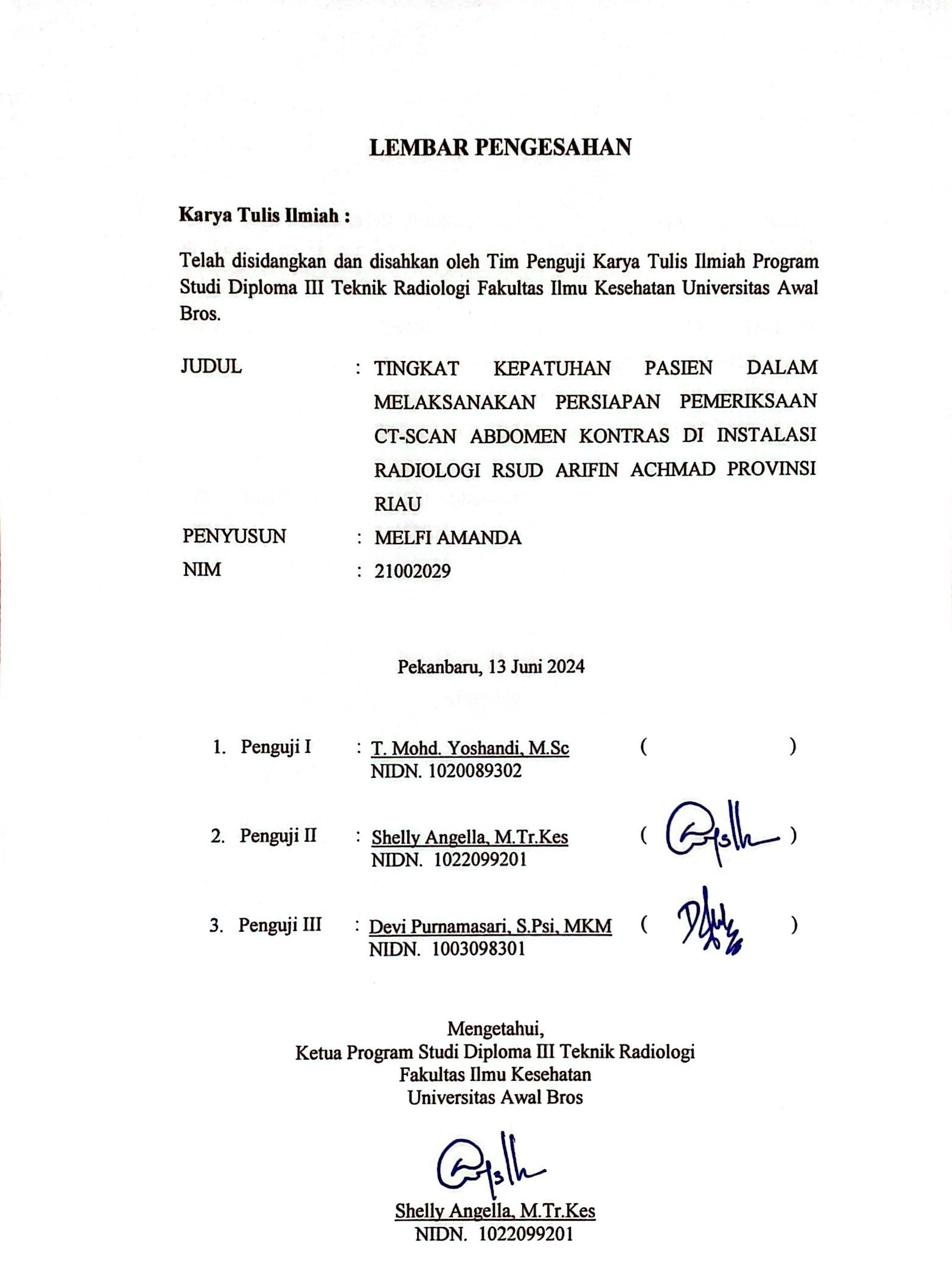 LEMBAR PENGESAHAN
Karya Tulis Ilmiah :
Telah disidangkan dan disahkan oleh Tim Penguji Karya Tulis Ilmiah Program
Studi Diploma III Teknik Radiologi Fakultas Ilmu Kesehatan Universitas Awal
Bros.
JUDUL : TINGKAT KEPATUHAN PASIEN DALAM
MELAKSANAKAN PERSIAPAN PEMERIKSAAN
CT-SCAN ABDOMEN KONTRAS DI INSTALASI
RADIOLOGI RSUD ARIFIN ACHMAD PROVINSI
RIAU
PENYUSUN : MELFI AMANDA
NIM : 21002029
Pekanbaru, 13 Juni 2024
1. Penguji I : T. Mohd. Yoshandi, M.Sc ( )
NIDN. 1020089302
2. Penguji II : Shelly Angella, M.Tr.Kes ( )
NIDN. 1022099201
3. Penguji III : Devi Purnamasari, S.Psi, MKM ( )
NIDN. 1003098301
Mengetahui,
Ketua Program Studi Diploma III Teknik Radiologi
Fakultas Ilmu Kesehatan
Universitas Awal Bros
Shelly Angella, M.Tr.Kes
NIDN. 1022099201